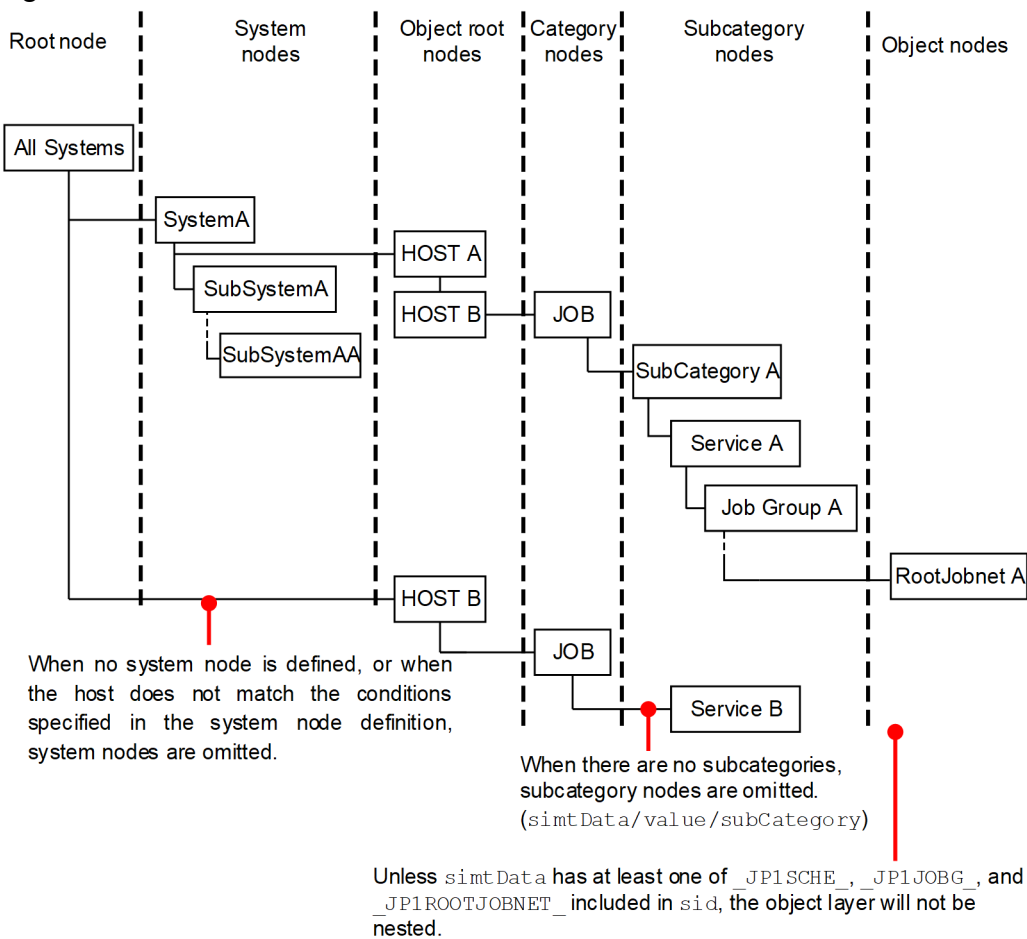 Root node
System
nodes
Object root
nodes
Category
nodes
Subcategory
nodes
Object nodes
All Systems
SystemA
HOST A
SubSystemA
HOST B
JOB
SubSystemAA
SubCategory A
Service A
Job Group A
RootJobnet A
HOST B
JOB
When no system node is defined, or when
the host does not match the conditions
specified in the system node definition,
system nodes are omitted.
Service B
When there are no subcategories,
subcategory nodes are omitted.
(simtData/value/subCategory)
Unless simtData has at least one of _JP1SCHE_, _JP1JOBG_, and
_JP1ROOTJOBNET_ included in sid, the object layer will not be
nested.